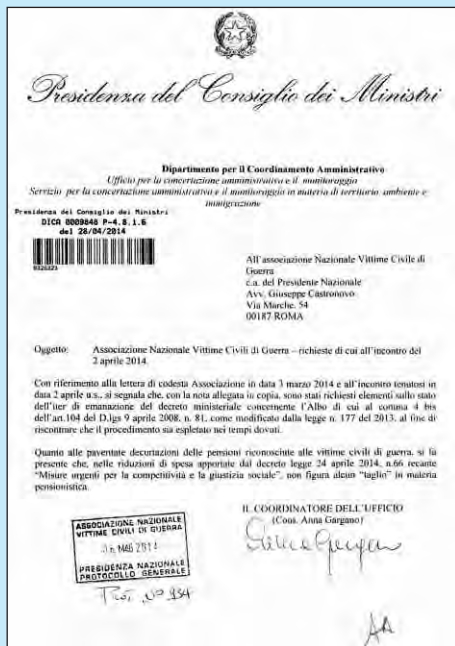 Presidenza del Consiglio dei Ministri
Dipartimento per il Coordinamento Amministrativo
Ufficio per la concertazione amministrativa e il monitoraggio
Servizio per la concertazione amministrativa e il monitoraggio in materia di territorio, ambiente e
immigrazione
Presidenza del Consiglio dei Ministri
DICA 0009848 P-4.8.1.6
del 28/04/2014
All'associazione Nazionale Vittime Civile di
Guerra
c.a. del Presidente Nazionale
Avv. Giuseppe Castronovo
Via Marche, 54
00187 ROMA
Oggetto: Associazione Nazionale Vittime Civili di Guerra – richieste di cui all'incontro del
2 aprile 2014.
Con riferimento alla lettera di codesta Associazione in data 3 marzo 2014 e all'incontro tenutosi in
data 2 aprile u.s., si segnala che, con la nota allegata in copia, sono stati richiesti elementi sullo stato
dell'iter di emanazione del decreto ministeriale concernente l'Albo di cui al comma 4 bis
dell'art.104 del D.lgs 9 aprile 2008, n. 81, come modificato dalla legge n. 177 del 2013, al fine di
riscontrare che il procedimento sia espletato nei tempi dovuti.
Quanto alle paventate decurtazioni delle pensioni riconosciute alle vittime civili di guerra, si fa
presente che, nelle riduzioni di spesa apportate dal decreto legge 24 aprile 2014, n.66 recante
"Misure urgenti per la competitività e la giustizia sociale", non figura alcun "taglio" in materia
pensionistica.
IL COORDINATORE DELL'UFFICIO
(Cons. Anna Gargano)
ASSOCIAZIONE NAZIONALE
VITTIME CIVILI DI GUERRA
MAG 2014
PRESIDENZA NAZIONALE
PROTOCOLLO GENERALE
Prot. N° 934